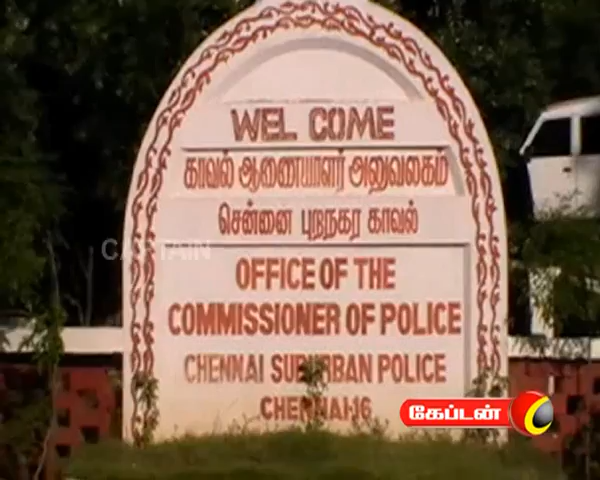 WEL COME
காவல் ஆணையாளர் அலுவலகம்
சென்னை புறநகர காவல்
CAPTAIN
OFFICE OF THE
COMMISSIONER OF POLICE
CHENNAI SUBURBAN POLICE
CHENNAI-16
கேப்டன்